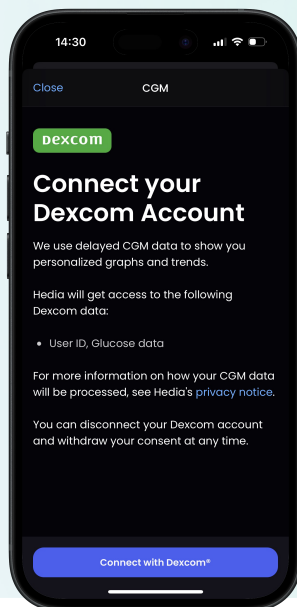 14:30
Close
CGM
Dexcom
Connect your
Dexcom Account
We use delayed CGM data to show you
personalized graphs and trends.
Hedia will get access to the following
Dexcom data:
• User ID, Glucose data
For more information on how your CGM data
will be processed, see Hedia's privacy notice.
You can disconnect your Dexcom account
and withdraw your consent at any time.
Connect with Dexcom®